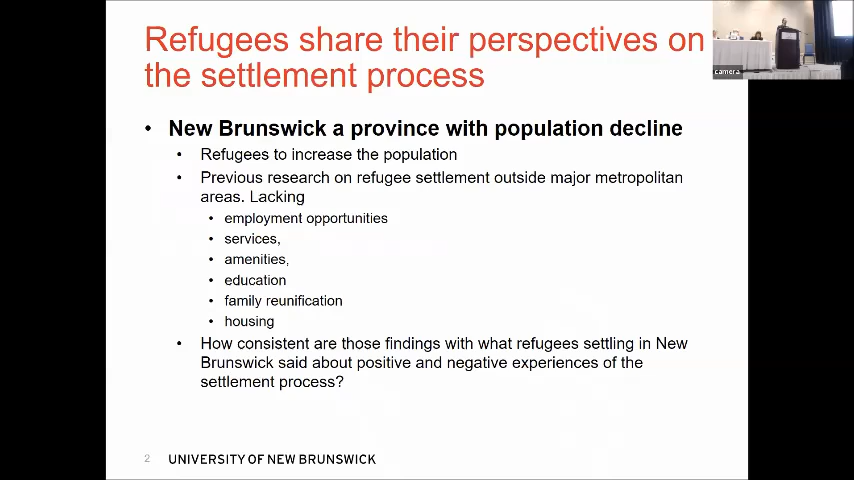 Refugees share their perspectives on
the settlement process
camera
• New Brunswick a province with population decline
• Refugees to increase the population
• Previous research on refugee settlement outside major metropolitan
areas. Lacking
• employment opportunities
• services,
• amenities,
• education
• family reunification
• housing
• How consistent are those findings with what refugees settling in New
Brunswick said about positive and negative experiences of the
settlement process?
2 UNIVERSITY OF NEW BRUNSWICK